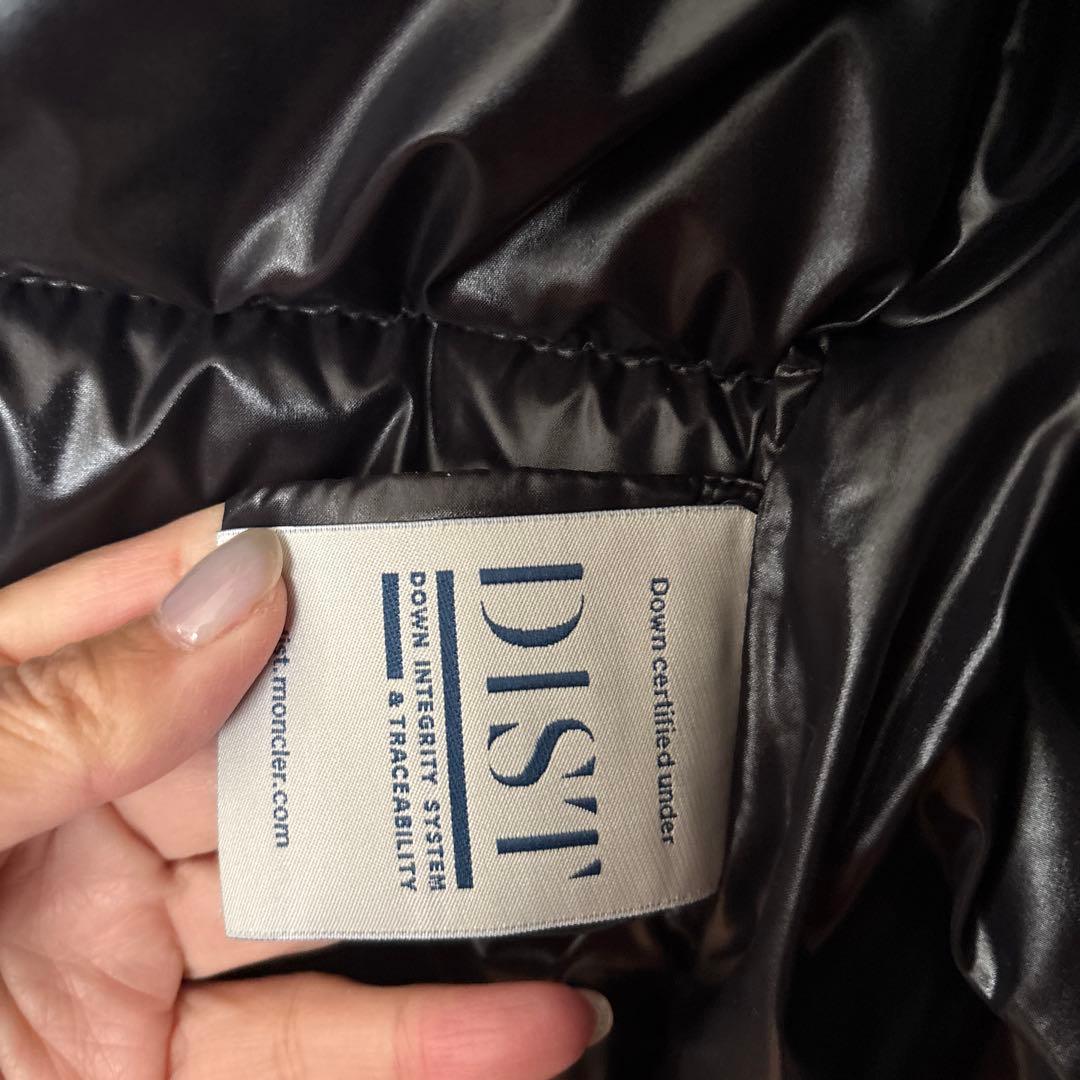 Down certified under
DIST
DOWN INTEGRITY SYSTEM
& TRACEABILITY